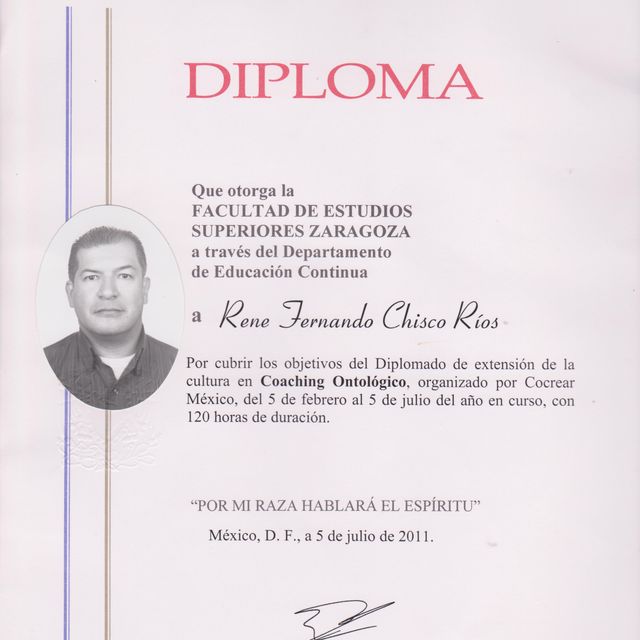 DIPLOMA
Que otorga la
FACULTAD DE ESTUDIOS
SUPERIORES ZARAGOZA
a través del Departamento
de Educación Continua
a Rene Fernando Chisco Ríos
Por cubrir los objetivos del Diplomado de extensión de la
cultura en Coaching Ontológico, organizado por Cocrear
México, del 5 de febrero al 5 de julio del año en curso, con
120 horas de duración.
“POR MI RAZA HABLARÁ EL ESPÍRITU”
México, D. F., a 5 de julio de 2011.